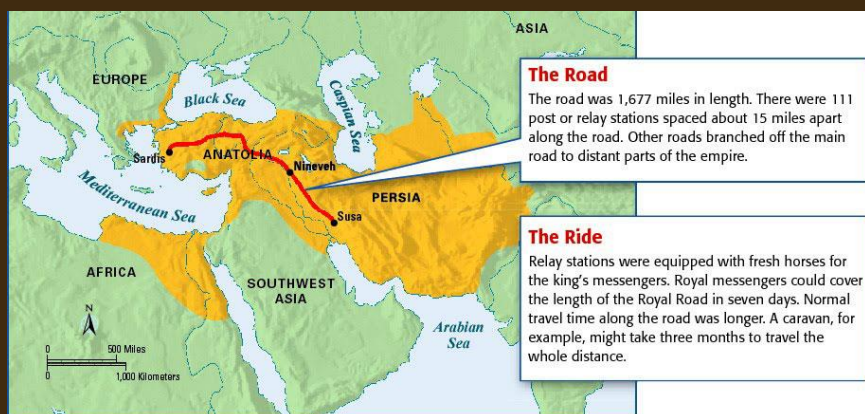 ASIA
EUROPE
Black Sea
Caspian Sea
Sardis
ANATOLIA
Nineveh
Mediterranean Sea
PERSIA
Susa
AFRICA
SOUTHWEST
ASIA
Arabian
Sea
N
0 500 Miles
0 1,000 Kilometers
The Road
The road was 1,677 miles in length. There were 111
post or relay stations spaced about 15 miles apart
along the road. Other roads branched off the main
road to distant parts of the empire.
The Ride
Relay stations were equipped with fresh horses for
the king's messengers. Royal messengers could cover
the length of the Royal Road in seven days. Normal
travel time along the road was longer. A caravan, for
example, might take three months to travel the
whole distance.